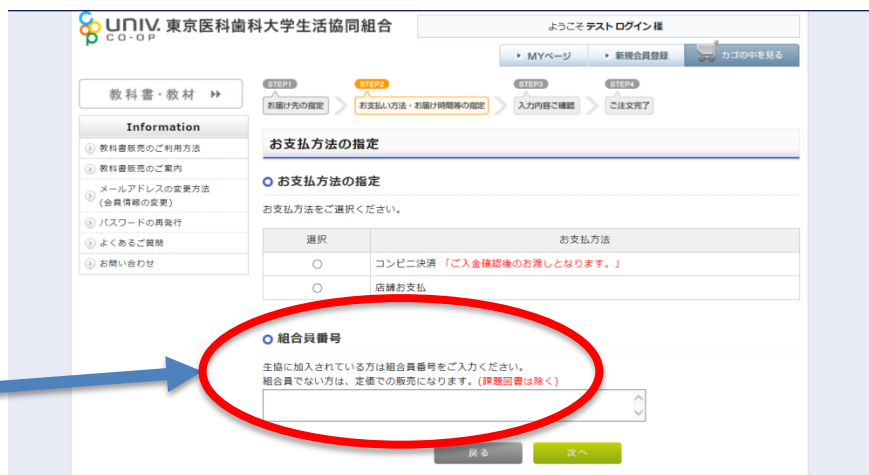 UNIV. 東京医科歯科大学生活協同組合
CO-OP
ようこそ テスト ログイン 様
MYページ
新規会員登録
カゴの中を見る
教科書・教材
Information
教科書販売のご利用方法
教科書販売のご案内
メールアドレスの変更方法
(会員情報の変更)
パスワードの再発行
よくあるご質問
お問い合わせ
STEP1
お届け先の指定
STEP2
お支払い方法・お届け時間等の指定
STEP3
入力内容ご確認
STEP4
ご注文完了
お支払方法の指定
お支払方法の指定
お支払方法をご選択ください。
選択 お支払方法
コンビニ決済 「ご入金確認後のお渡しとなります。」
店舗お支払
組合員番号
生協に加入されている方は組合員番号をご入力ください。
組合員でない方は、定価での販売になります。(課題図書は除く)
戻る
次へ